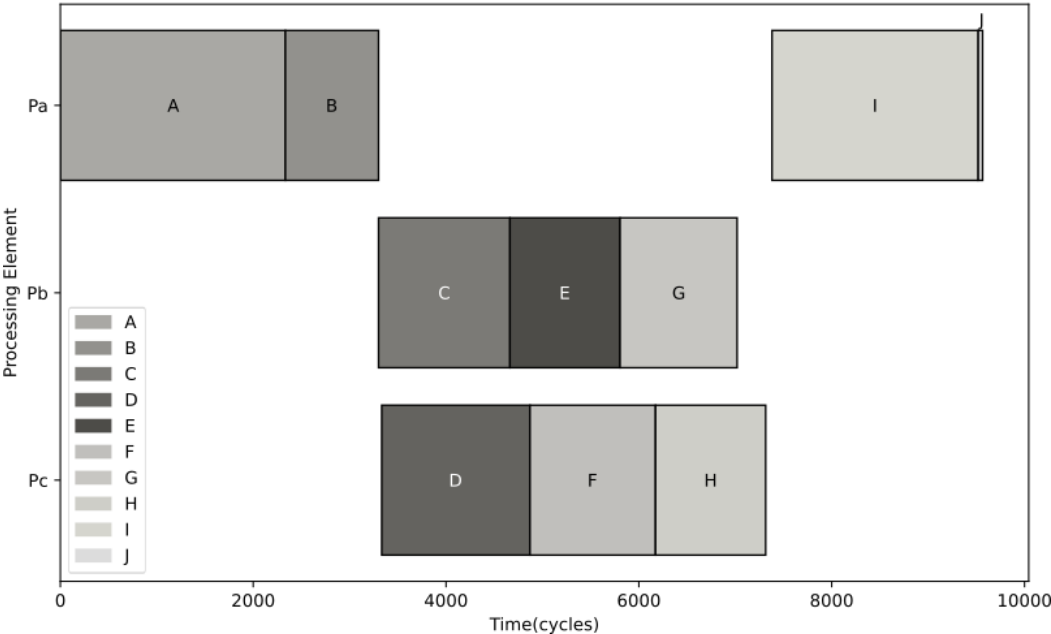 J
Pa
A
B
I
Processing Element
Pb
C
E
G
A
B
C
D
E
F
G
H
I
J
Pc
D
F
H
0 2000 4000 6000 8000 10000
Time(cycles)